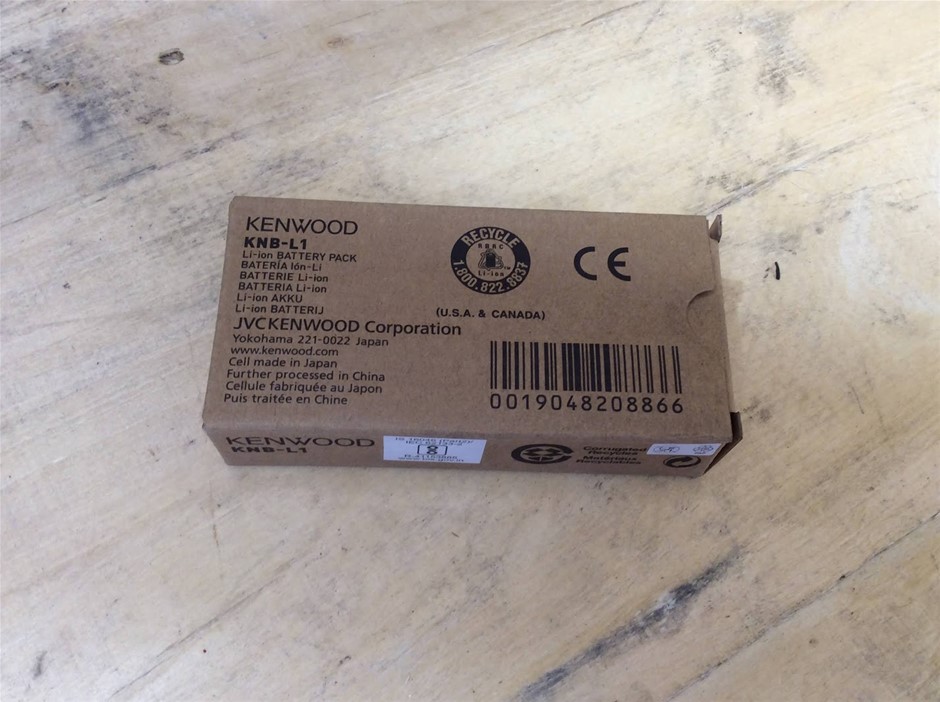 KENWOOD
KNB-L1
Li-ion BATTERY PACK
BATERÍA Ión-Li
BATTERIE Li-ion
BATTERIA Li-ion
Li-ion AKKU
Li-ion BATTERIJ
JVCKENWOOD Corporation
Yokohama 221-0022 Japan
www.kenwood.com
Cell made in Japan
Further processed in China
Cellule fabriquée au Japon
Puis traitée en Chine
RECYCLE
RBRC
Li-ion
TM
1.800.822.8837
(U.S.A. & CANADA)
CE
0019048208866
KENWOOD
KNB-L1
Corrugated
Recycles
Matériaux
Recyclables